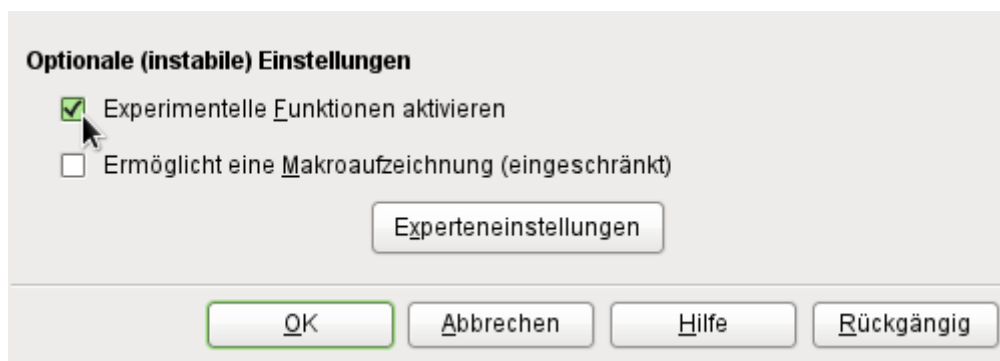 Optionale (instabile) Einstellungen
Experimentelle Funktionen aktivieren
Ermöglicht eine Makroaufzeichnung (eingeschränkt)
Experteneinstellungen
OK Abbrechen Hilfe Rückgängig